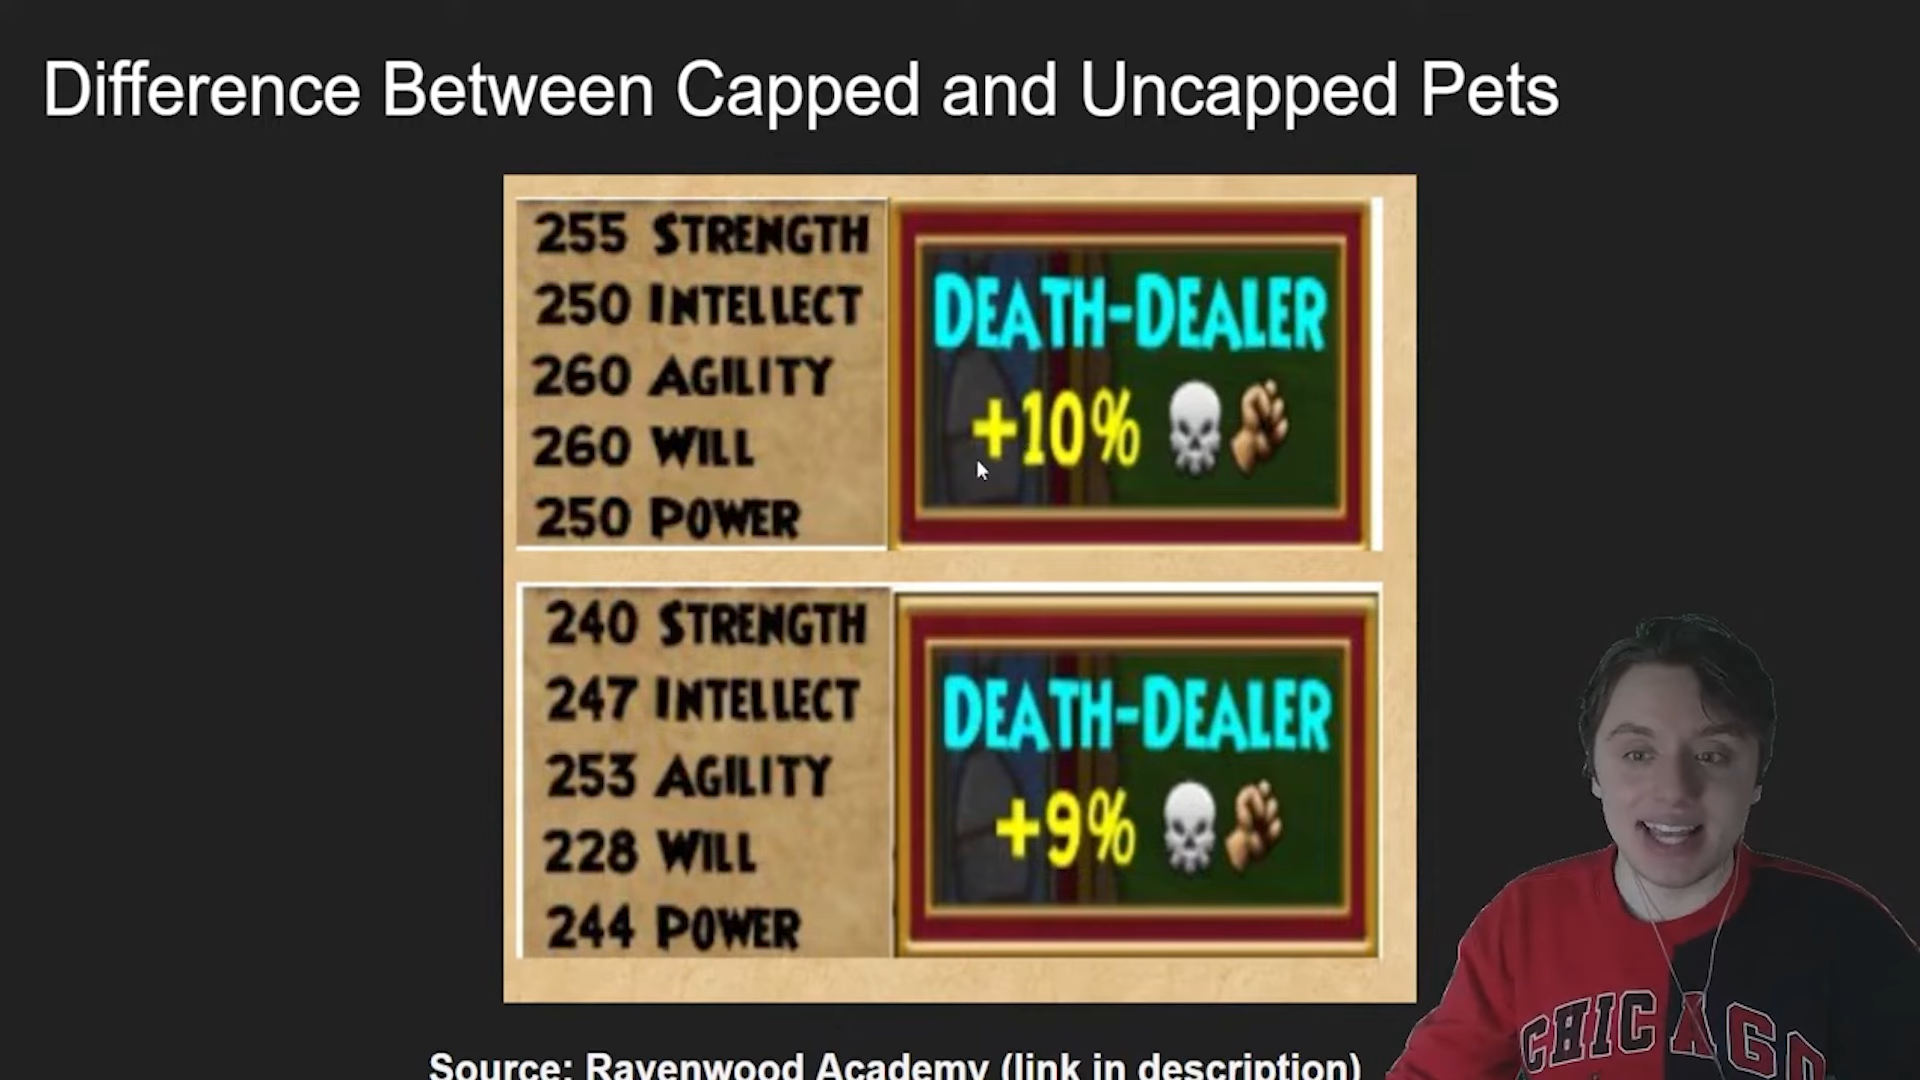 Difference Between Capped and Uncapped Pets
255 STRENGTH
250 INTELLECT
260 AGILITY
260 WILL
250 POWER
DEATH-DEALER
+10%
240 STRENGTH
247 INTELLECT
253 AGILITY
228 WILL
244 POWER
DEATH-DEALER
+9%
CHICAGO
Source: Ravenwood Academy (link in description)